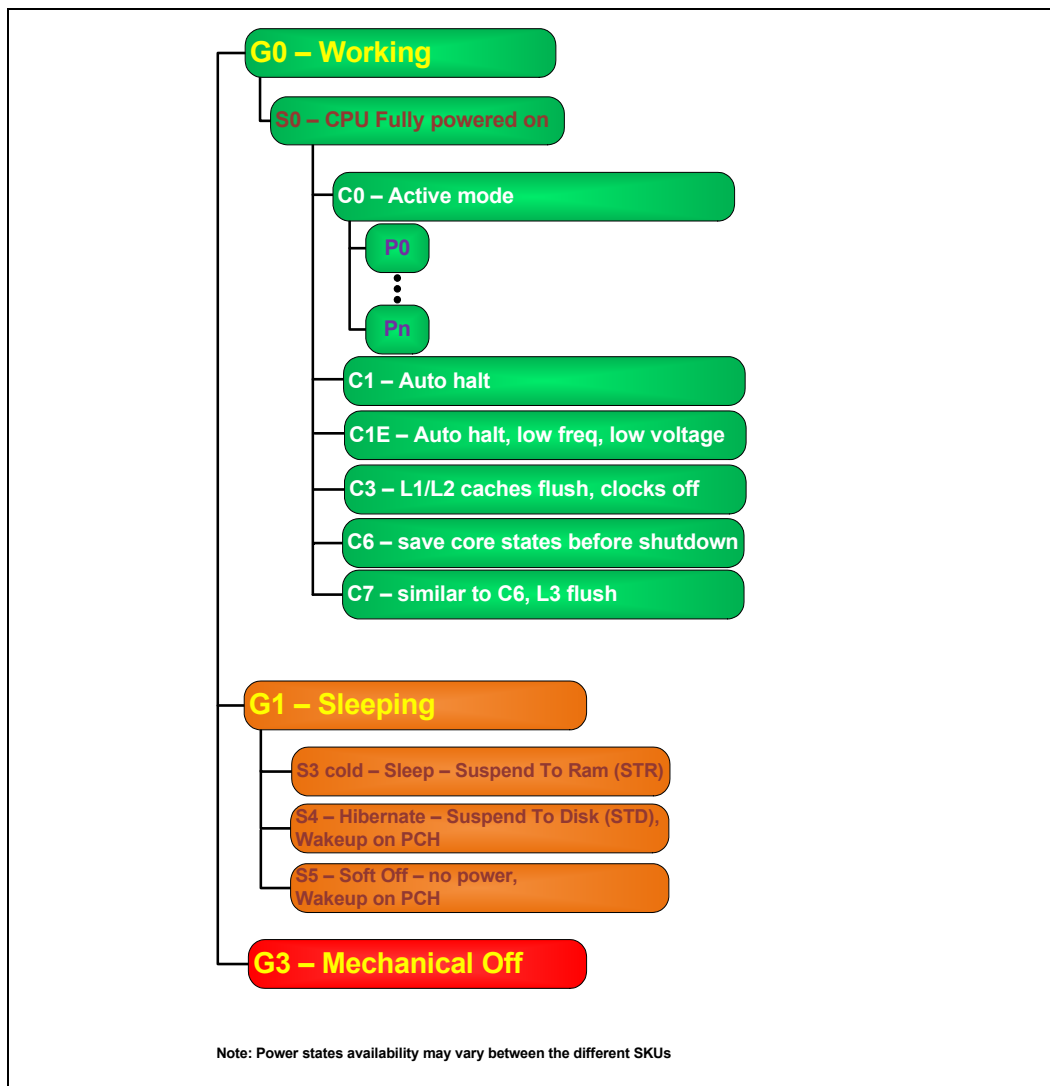 G0 – Working
S0 – CPU Fully powered on
C0 – Active mode
P0
Pn
C1 – Auto halt
C1E – Auto halt, low freq, low voltage
C3 – L1/L2 caches flush, clocks off
C6 – save core states before shutdown
C7 – similar to C6, L3 flush
G1 – Sleeping
S3 cold – Sleep – Suspend To Ram (STR)
S4 – Hibernate – Suspend To Disk (STD),
Wakeup on PCH
S5 – Soft Off – no power,
Wakeup on PCH
G3 – Mechanical Off
Note: Power states availability may vary between the different SKUs